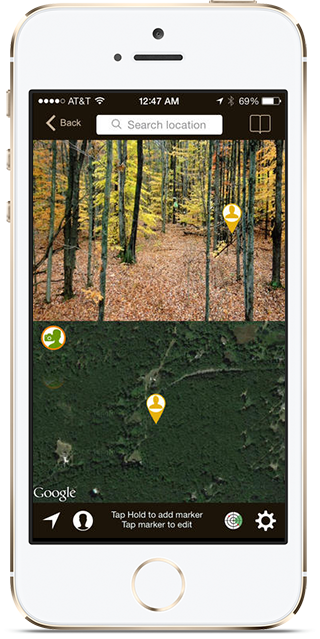 AT&T 12:47 AM 69%
Back Search location
Google
Tap Hold to add marker
Tap marker to edit